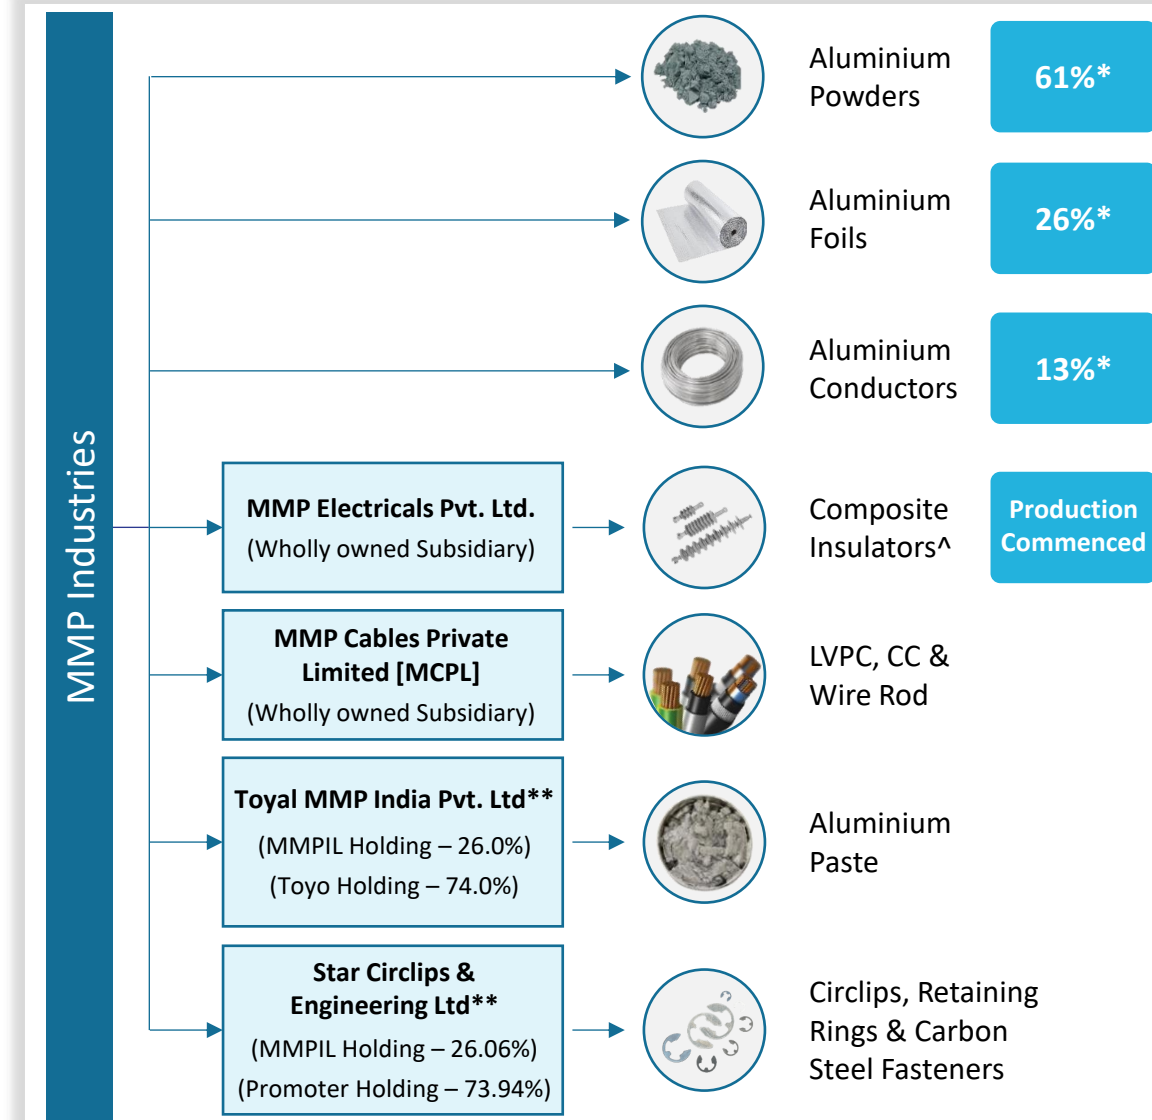 MMP Industries
Aluminium
Powders
61%*
Aluminium
Foils
26%*
Aluminium
Conductors
13%*
MMP Electricals Pvt. Ltd.
(Wholly owned Subsidiary)
Composite
Insulators^
Production
Commenced
MMP Cables Private
Limited [MCPL]
(Wholly owned Subsidiary)
LVPC, CC &
Wire Rod
Toyal MMP India Pvt. Ltd**
(MMPIL Holding – 26.0%)
(Toyo Holding – 74.0%)
Aluminium
Paste
Star Circlips &
Engineering Ltd**
(MMPIL Holding – 26.06%)
(Promoter Holding – 73.94%)
Circlips, Retaining
Rings & Carbon
Steel Fasteners